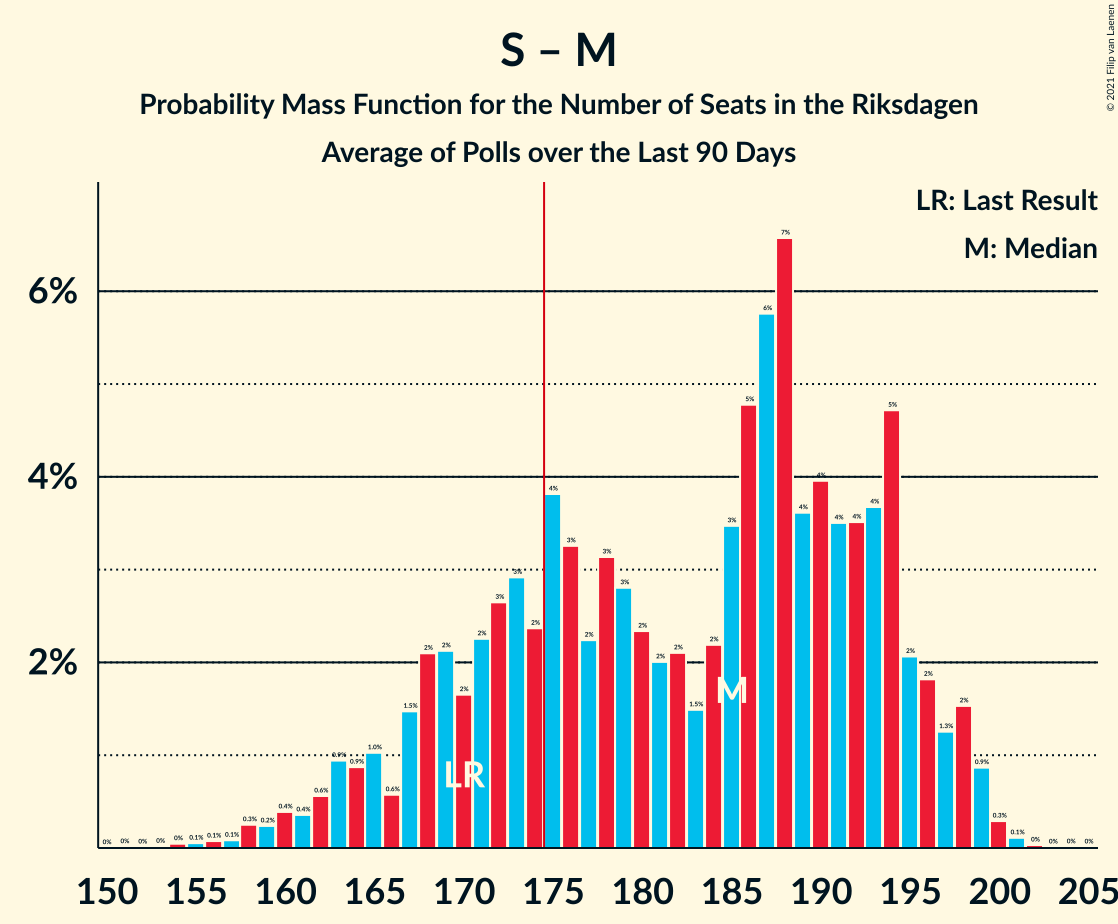 © 2021 Filip van Laenen
S – M
Probability Mass Function for the Number of Seats in the Riksdagen
Average of Polls over the Last 90 Days
LR: Last Result
M: Median
6%
4%
2%
0% 0% 0% 0% 0% 0.1% 0.1% 0.1% 0.3% 0.2% 0.4% 0.4% 0.6% 0.9% 0.9% 1.0% 0.6% 1.5% 2% 2% 2% 2% 3% 3% 2% 4% 3% 2% 3% 3% 2% 2% 2% 1.5% 2% 3% 5% 6% 7% 4% 4% 4% 4% 4% 5% 2% 2% 1.3% 2% 0.9% 0.3% 0.1% 0% 0% 0% 0%
M
LR
150 155 160 165 170 175 180 185 190 195 200 205